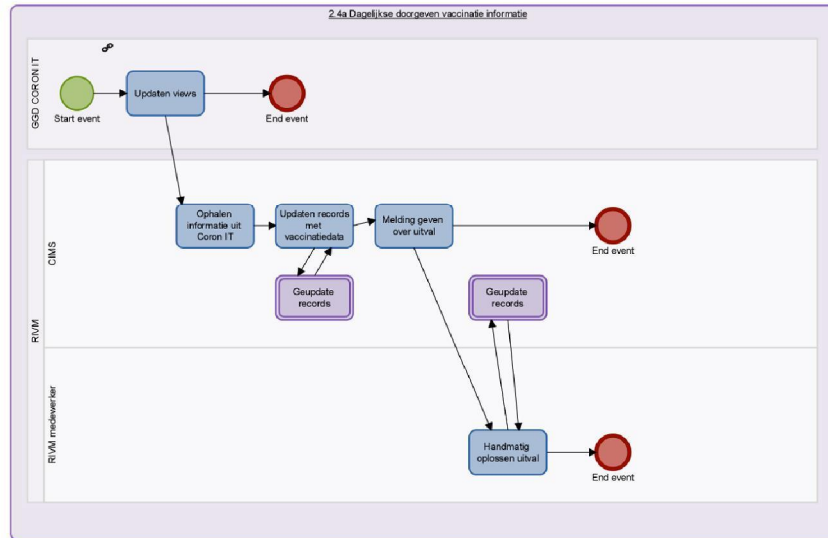 2.4a Dagelijkse doorgeven vaccinatie informatie
GGD CORON IT
Start event
Updaten views
End event
RIVM
CIMS
Ophalen
informatie uit
Coron IT
Updaten records
met
vaccinatiedata
Melding geven
over uitval
End event
Geupdate
records
Geupdate
records
RIVM medewerker
Handmatig
oplossen uitval
End event